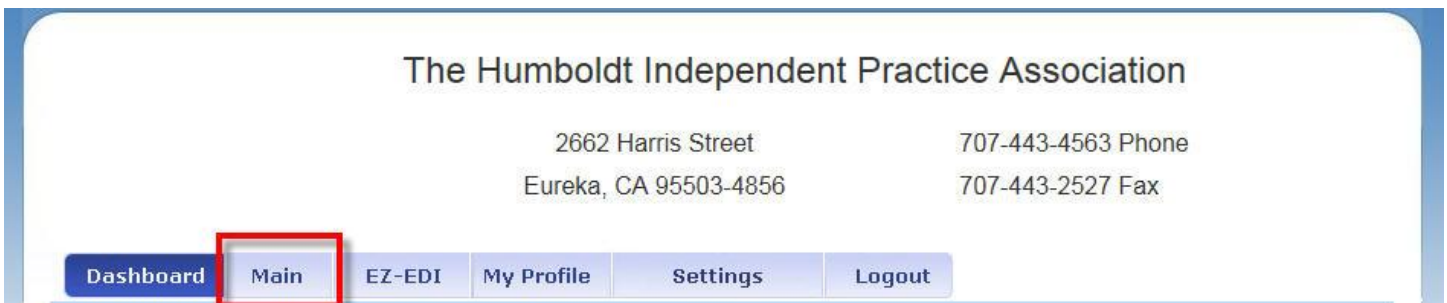 The Humboldt Independent Practice Association
2662 Harris Street 707-443-4563 Phone
Eureka, CA 95503-4856 707-443-2527 Fax
Dashboard Main EZ-EDI My Profile Settings Logout